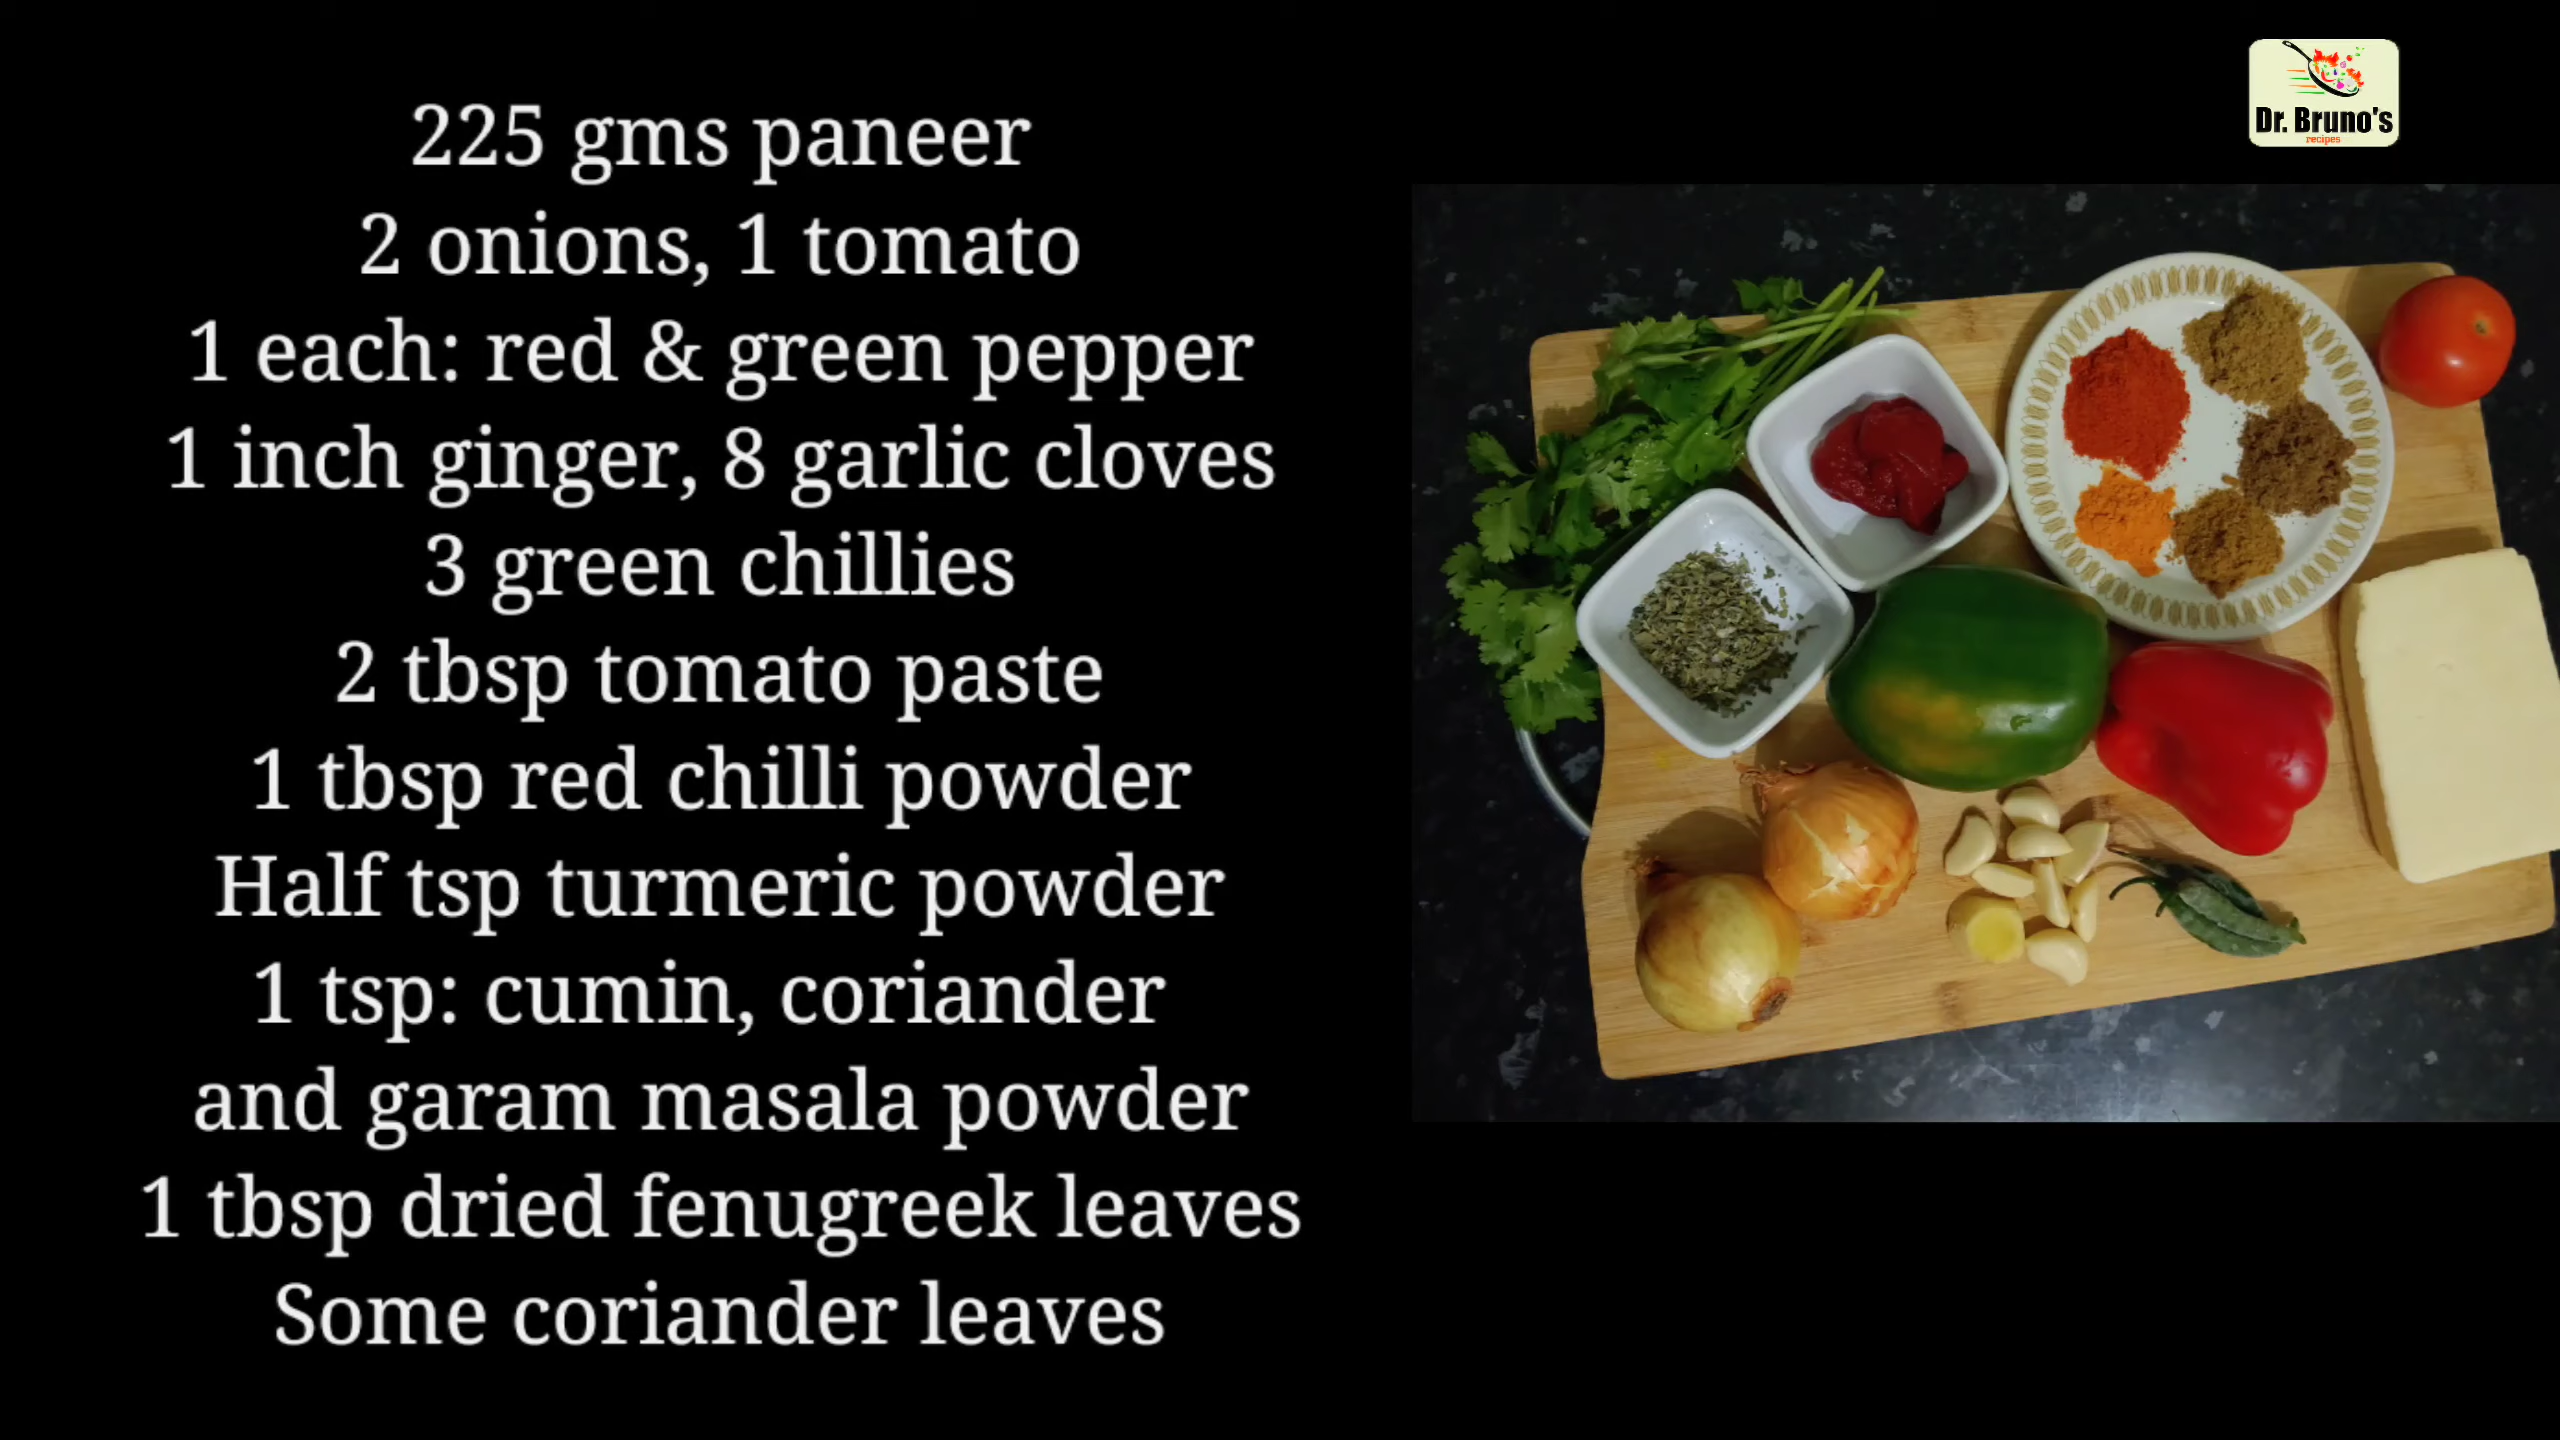 225 gms paneer
2 onions, 1 tomato
1 each: red & green pepper
1 inch ginger, 8 garlic cloves
3 green chillies
2 tbsp tomato paste
1 tbsp red chilli powder
Half tsp turmeric powder
1 tsp: cumin, coriander
and garam masala powder
1 tbsp dried fenugreek leaves
Some coriander leaves
Dr. Bruno's
recipes